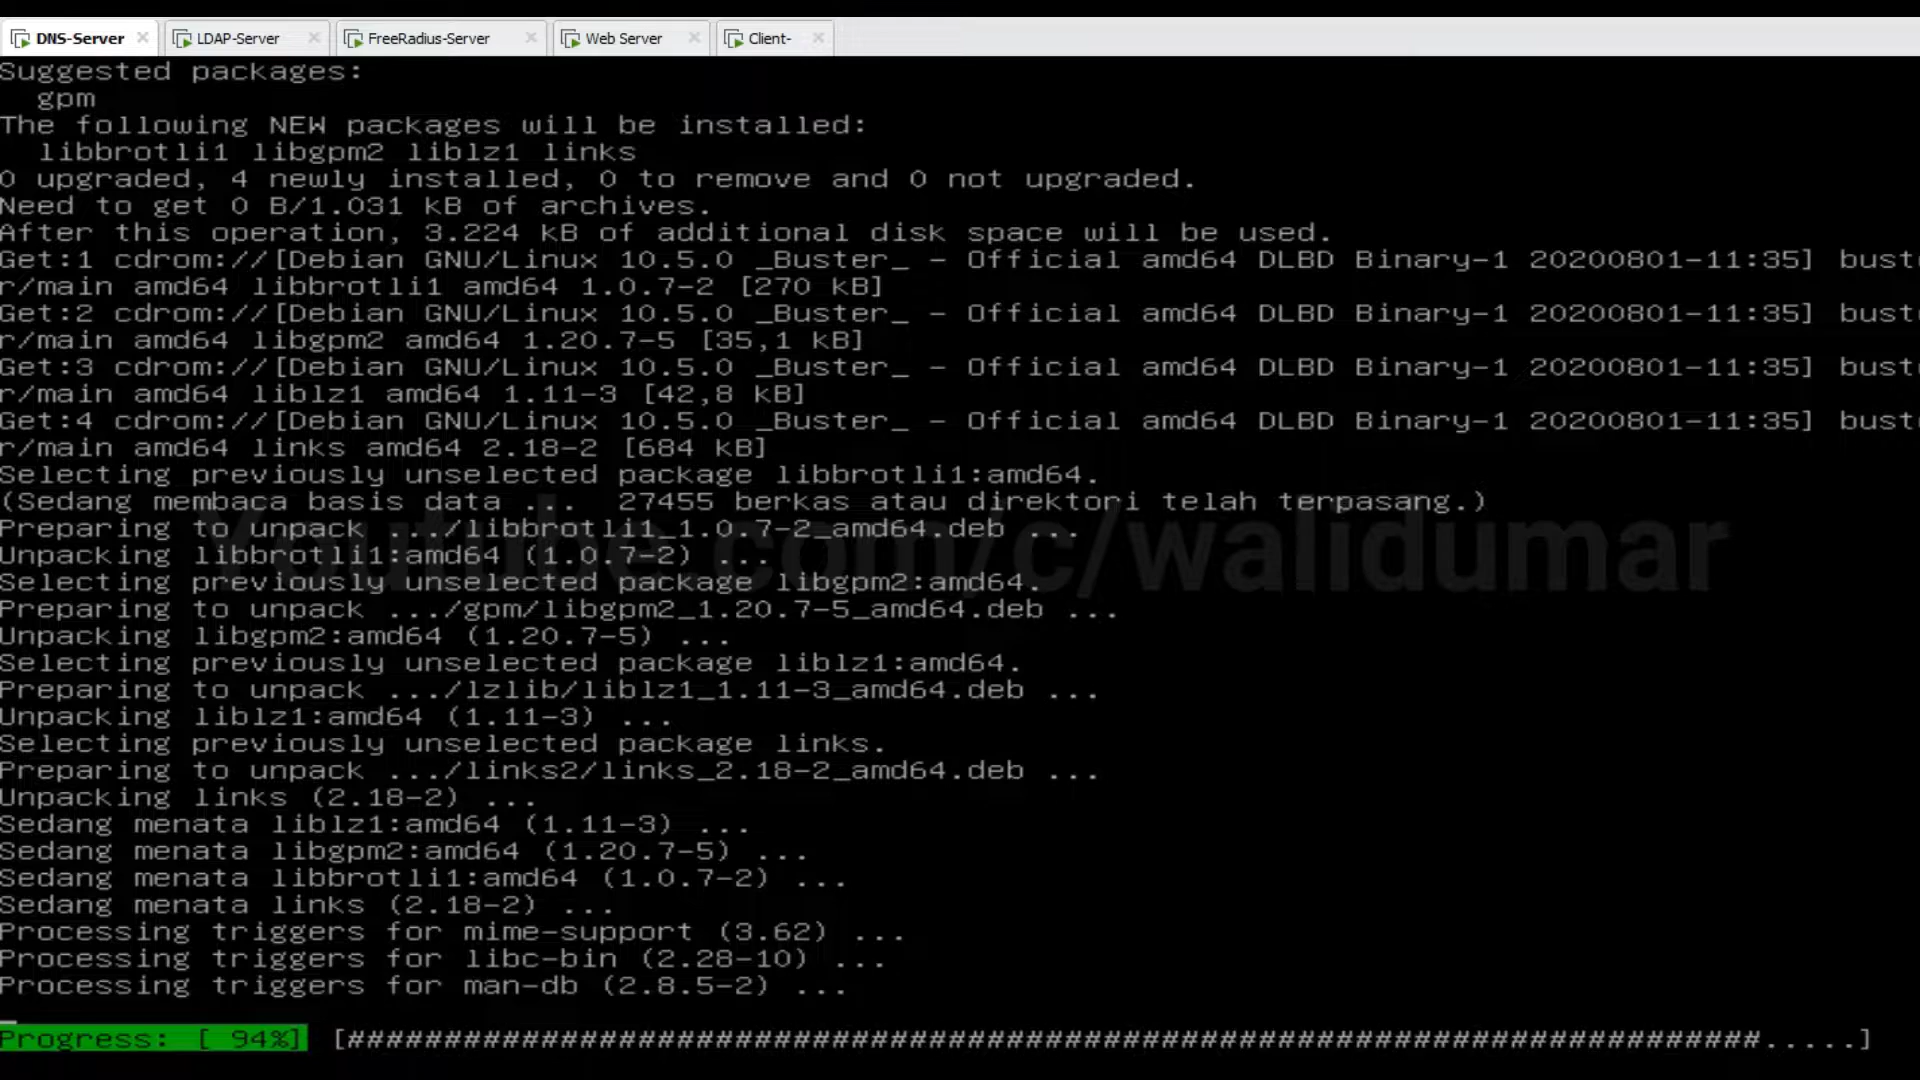 DNS-Server LDAP-Server FreeRadius-Server Web Server Client-
Suggested packages:
gpm
The following NEW packages will be installed:
libbrotli1 libgpm2 liblz1 links
0 upgraded, 4 newly installed, 0 to remove and 0 not upgraded.
Need to get 0 B/1.031 kB of archives.
After this operation, 3.224 kB of additional disk space will be used.
Get:1 cdrom://[Debian GNU/Linux 10.5.0 _Buster_ - Official amd64 DLBD Binary-1 20200801-11:35] buste
r/main amd64 libbrotli1 amd64 1.0.7-2 [270 kB]
Get:2 cdrom://[Debian GNU/Linux 10.5.0 _Buster_ - Official amd64 DLBD Binary-1 20200801-11:35] buste
r/main amd64 libgpm2 amd64 1.20.7-5 [35,1 kB]
Get:3 cdrom://[Debian GNU/Linux 10.5.0 _Buster_ - Official amd64 DLBD Binary-1 20200801-11:35] buste
r/main amd64 liblz1 amd64 1.11-3 [42,8 kB]
Get:4 cdrom://[Debian GNU/Linux 10.5.0 _Buster_ - Official amd64 DLBD Binary-1 20200801-11:35] buste
r/main amd64 links amd64 2.18-2 [684 kB]
Selecting previously unselected package libbrotli1:amd64.
(Sedang membaca basis data ... 27455 berkas atau direktori telah terpasang.)
Preparing to unpack .../libbrotli1_1.0.7-2_amd64.deb ...
Unpacking libbrotli1:amd64 (1.0.7-2) ...
Youtube.com/c/walidumar
Selecting previously unselected package libgpm2:amd64.
Preparing to unpack .../gpm/libgpm2_1.20.7-5_amd64.deb ...
Unpacking libgpm2:amd64 (1.20.7-5) ...
Selecting previously unselected package liblz1:amd64.
Preparing to unpack .../lzlib/liblz1_1.11-3_amd64.deb ...
Unpacking liblz1:amd64 (1.11-3) ...
Selecting previously unselected package links.
Preparing to unpack .../links2/links_2.18-2_amd64.deb ...
Unpacking links (2.18-2) ...
Sedang menata liblz1:amd64 (1.11-3) ...
Sedang menata libgpm2:amd64 (1.20.7-5) ...
Sedang menata libbrotli1:amd64 (1.0.7-2) ...
Sedang menata links (2.18-2) ...
Processing triggers for mime-support (3.62) ...
Processing triggers for libc-bin (2.28-10) ...
Processing triggers for man-db (2.8.5-2) ...
Progress: [ 94%] [#########################################################################.....]